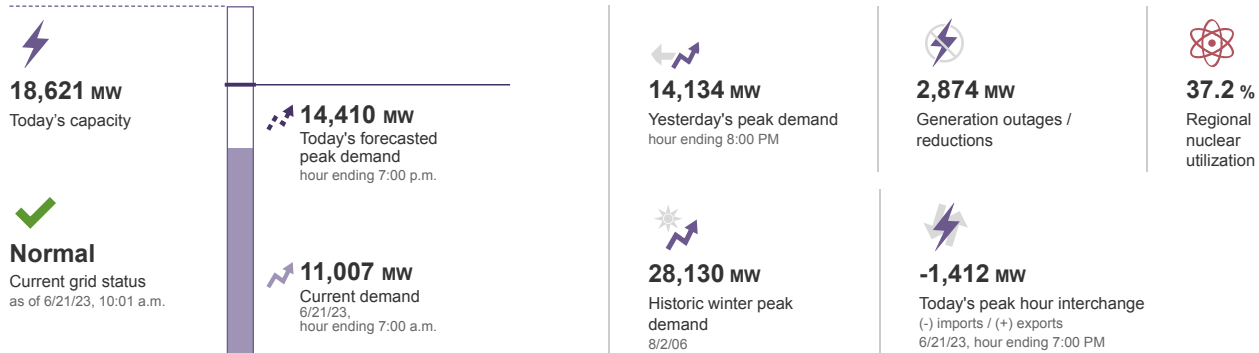 18,621 MW
Today's capacity
Normal
Current grid status
as of 6/21/23, 10:01 a.m.
14,410 MW
Today's forecasted
peak demand
hour ending 7:00 p.m.
11,007 MW
Current demand
6/21/23,
hour ending 7:00 a.m.
14,134 MW
Yesterday's peak demand
hour ending 8:00 PM
2,874 MW
Generation outages /
reductions
37.2 %
Regional
nuclear
utilization
28,130 MW
Historic winter peak
demand
8/2/06
-1,412 MW
Today's peak hour interchange
(-) imports / (+) exports
6/21/23, hour ending 7:00 PM